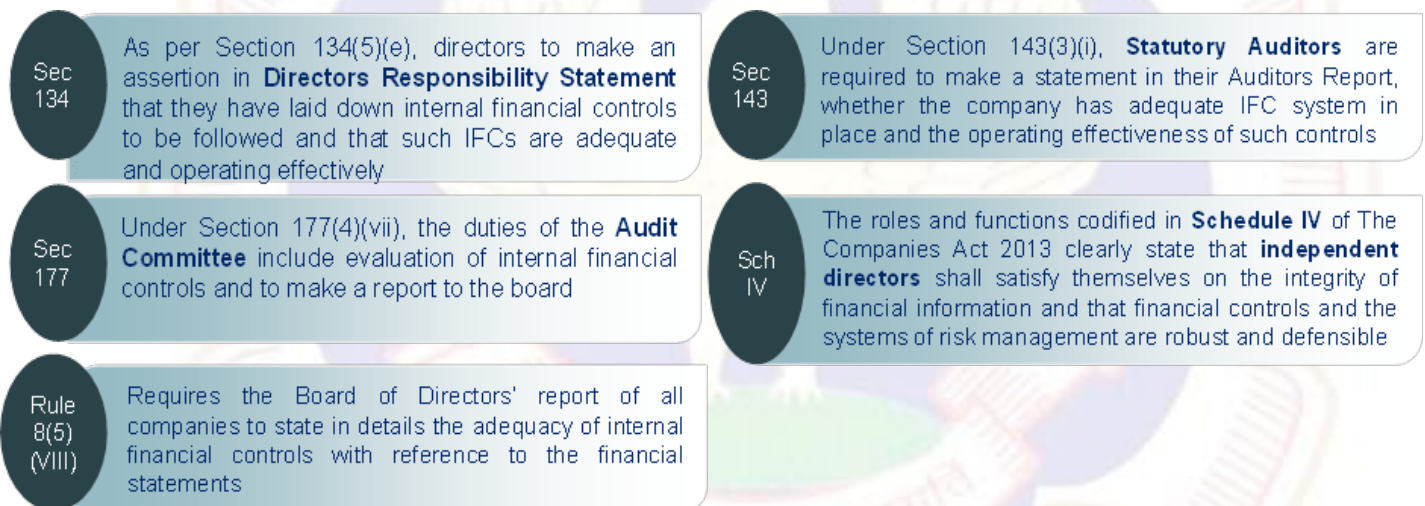 Sec
134
As per Section 134(5)(e), directors to make an
assertion in Directors Responsibility Statement
that they have laid down internal financial controls
to be followed and that such IFCs are adequate
and operating effectively
Sec
143
Under Section 143(3)(i), Statutory Auditors are
required to make a statement in their Auditors Report,
whether the company has adequate IFC system in
place and the operating effectiveness of such controls
Sec
177
Under Section 177(4)(vii), the duties of the Audit
Committee include evaluation of internal financial
controls and to make a report to the board
Sch
IV
The roles and functions codified in Schedule IV of The
Companies Act 2013 clearly state that independent
directors shall satisfy themselves on the integrity of
financial information and that financial controls and the
systems of risk management are robust and defensible
Rule
8(5)
(VIII)
Requires the Board of Directors' report of all
companies to state in details the adequacy of internal
financial controls with reference to the financial
statements